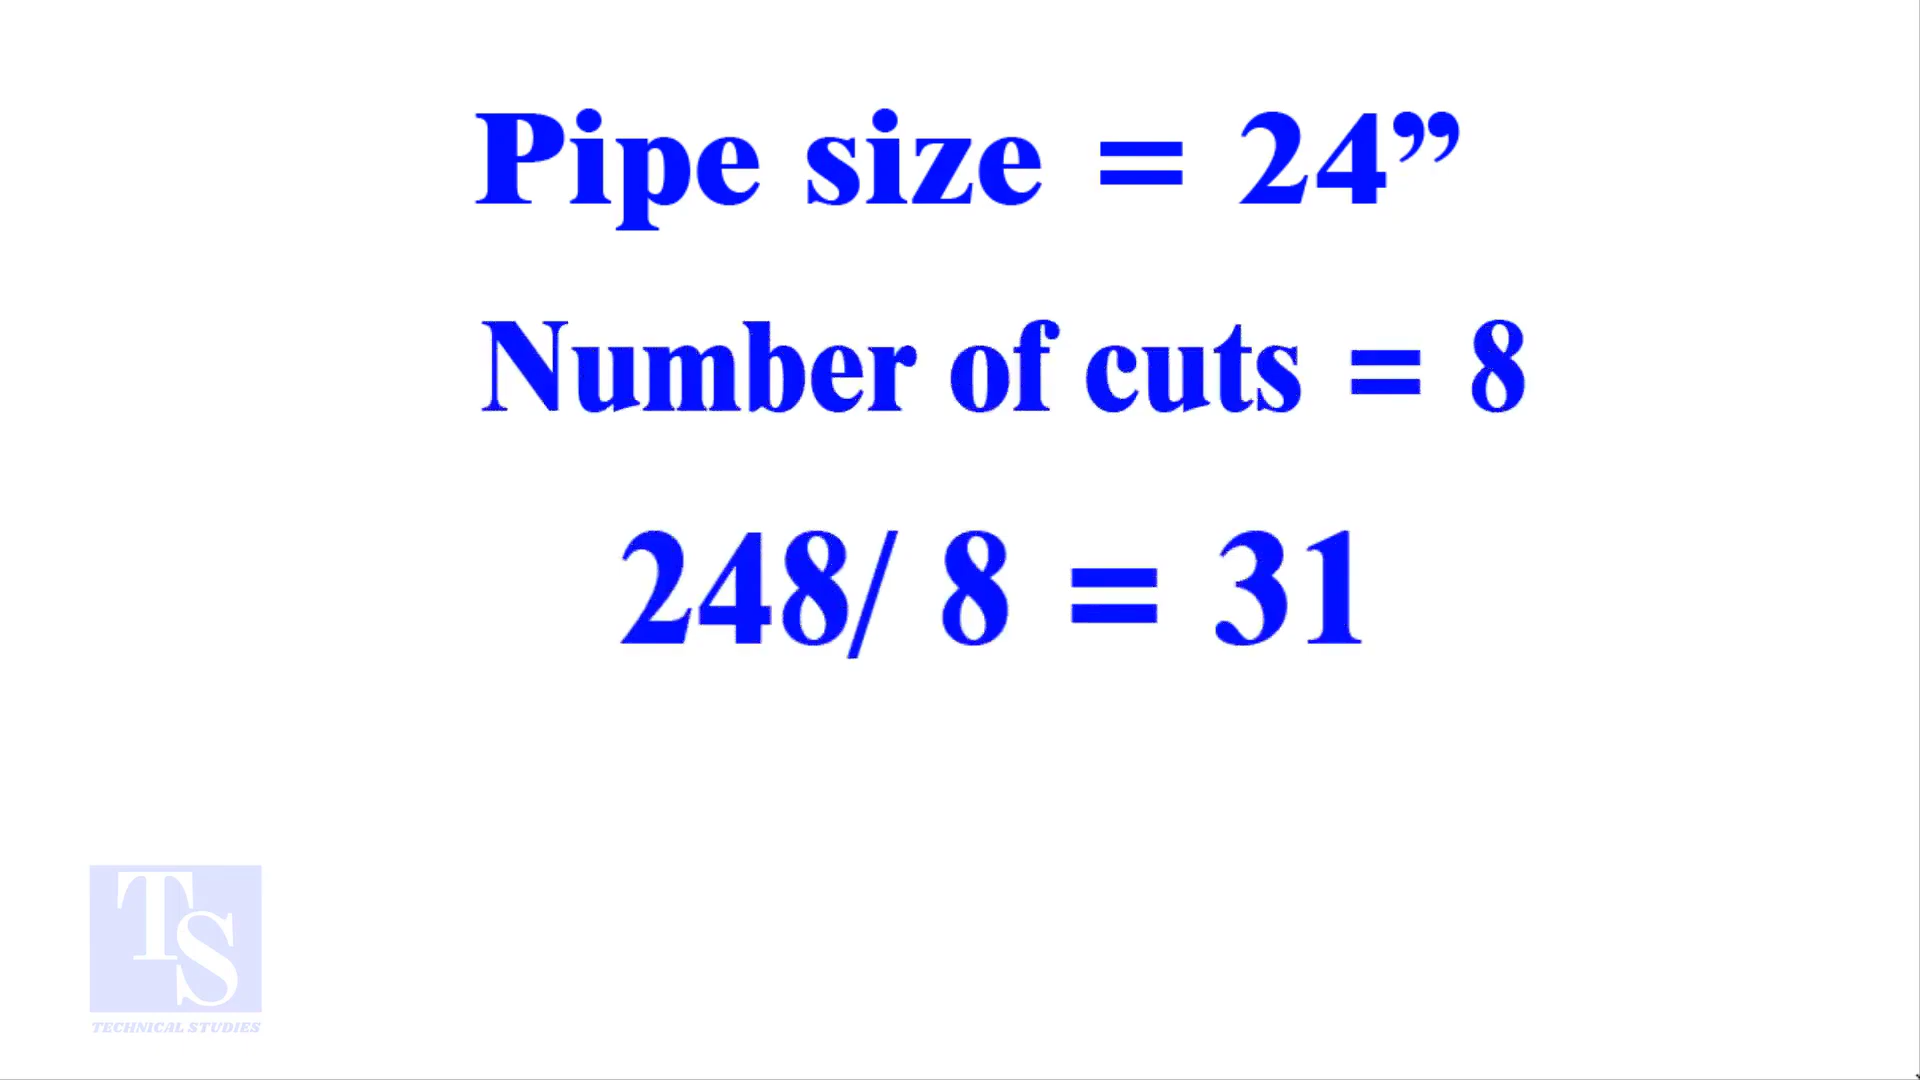 Pipe size = 24”
Number of cuts = 8
248/ 8 = 31
TS
TECHNICAL STUDIES